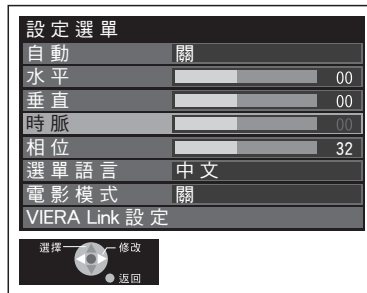 設定選單
自動 關
水平 00
垂直 00
時脈 00
相位 32
選單語言 中文
電影模式 關
VIERA Link 設定
選擇 修改
返回